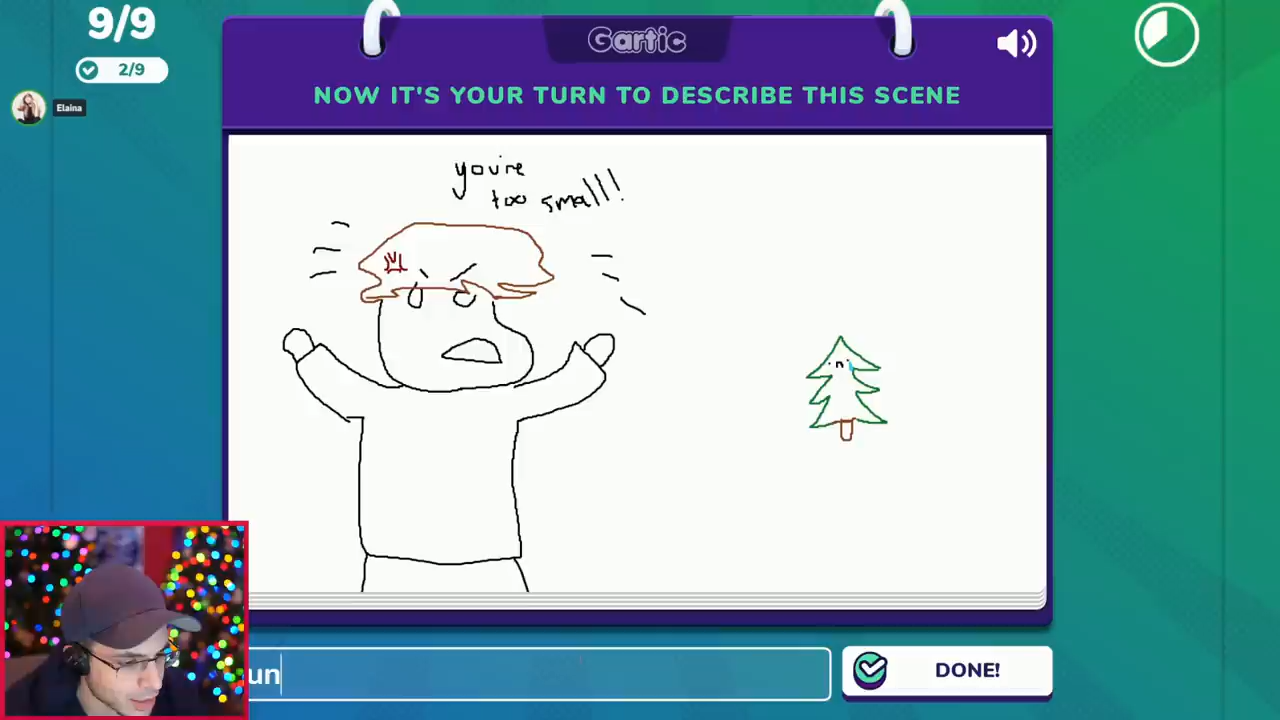 9/9
2/9
Elaina
Gartic
NOW IT'S YOUR TURN TO DESCRIBE THIS SCENE
you're
too small!!
un
DONE!